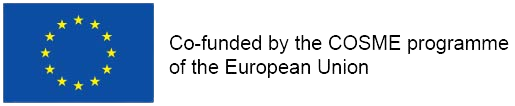 Co-funded by the COSME programme
of the European Union